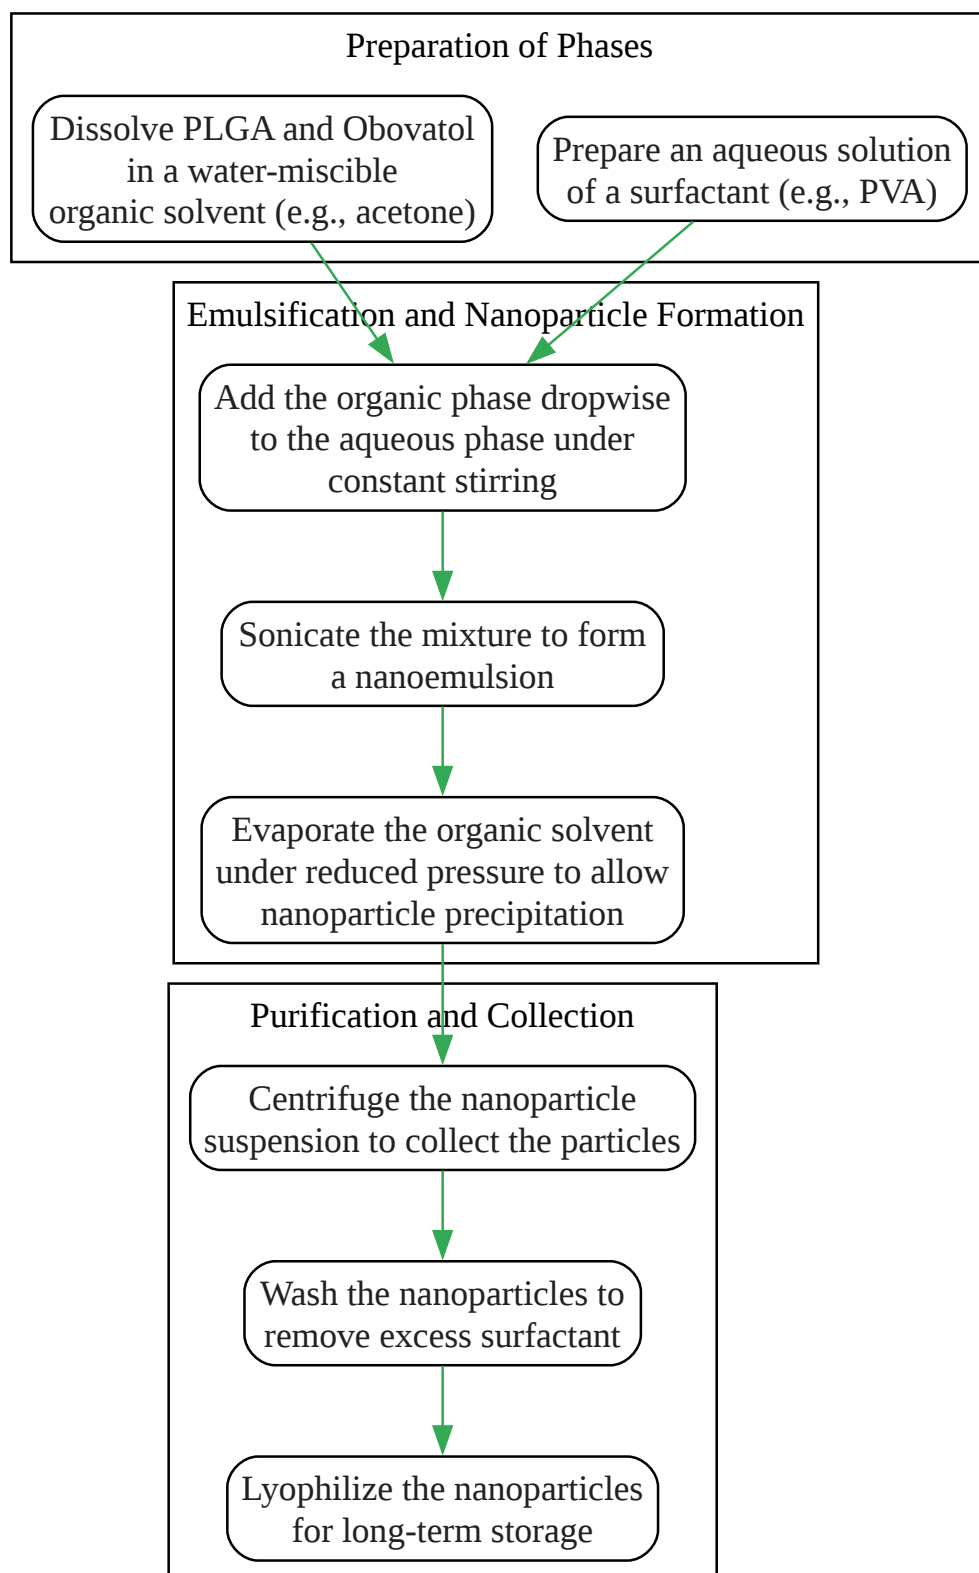 Preparation of Phases
Dissolve PLGA and Obovatol
in a water-miscible
organic solvent (e.g., acetone)
Prepare an aqueous solution
of a surfactant (e.g., PVA)
Emulsification and Nanoparticle Formation
Add the organic phase dropwise
to the aqueous phase under
constant stirring
Sonicate the mixture to form
a nanoemulsion
Evaporate the organic solvent
under reduced pressure to allow
nanoparticle precipitation
Purification and Collection
Centrifuge the nanoparticle
suspension to collect the particles
Wash the nanoparticles to
remove excess surfactant
Lyophilize the nanoparticles
for long-term storage